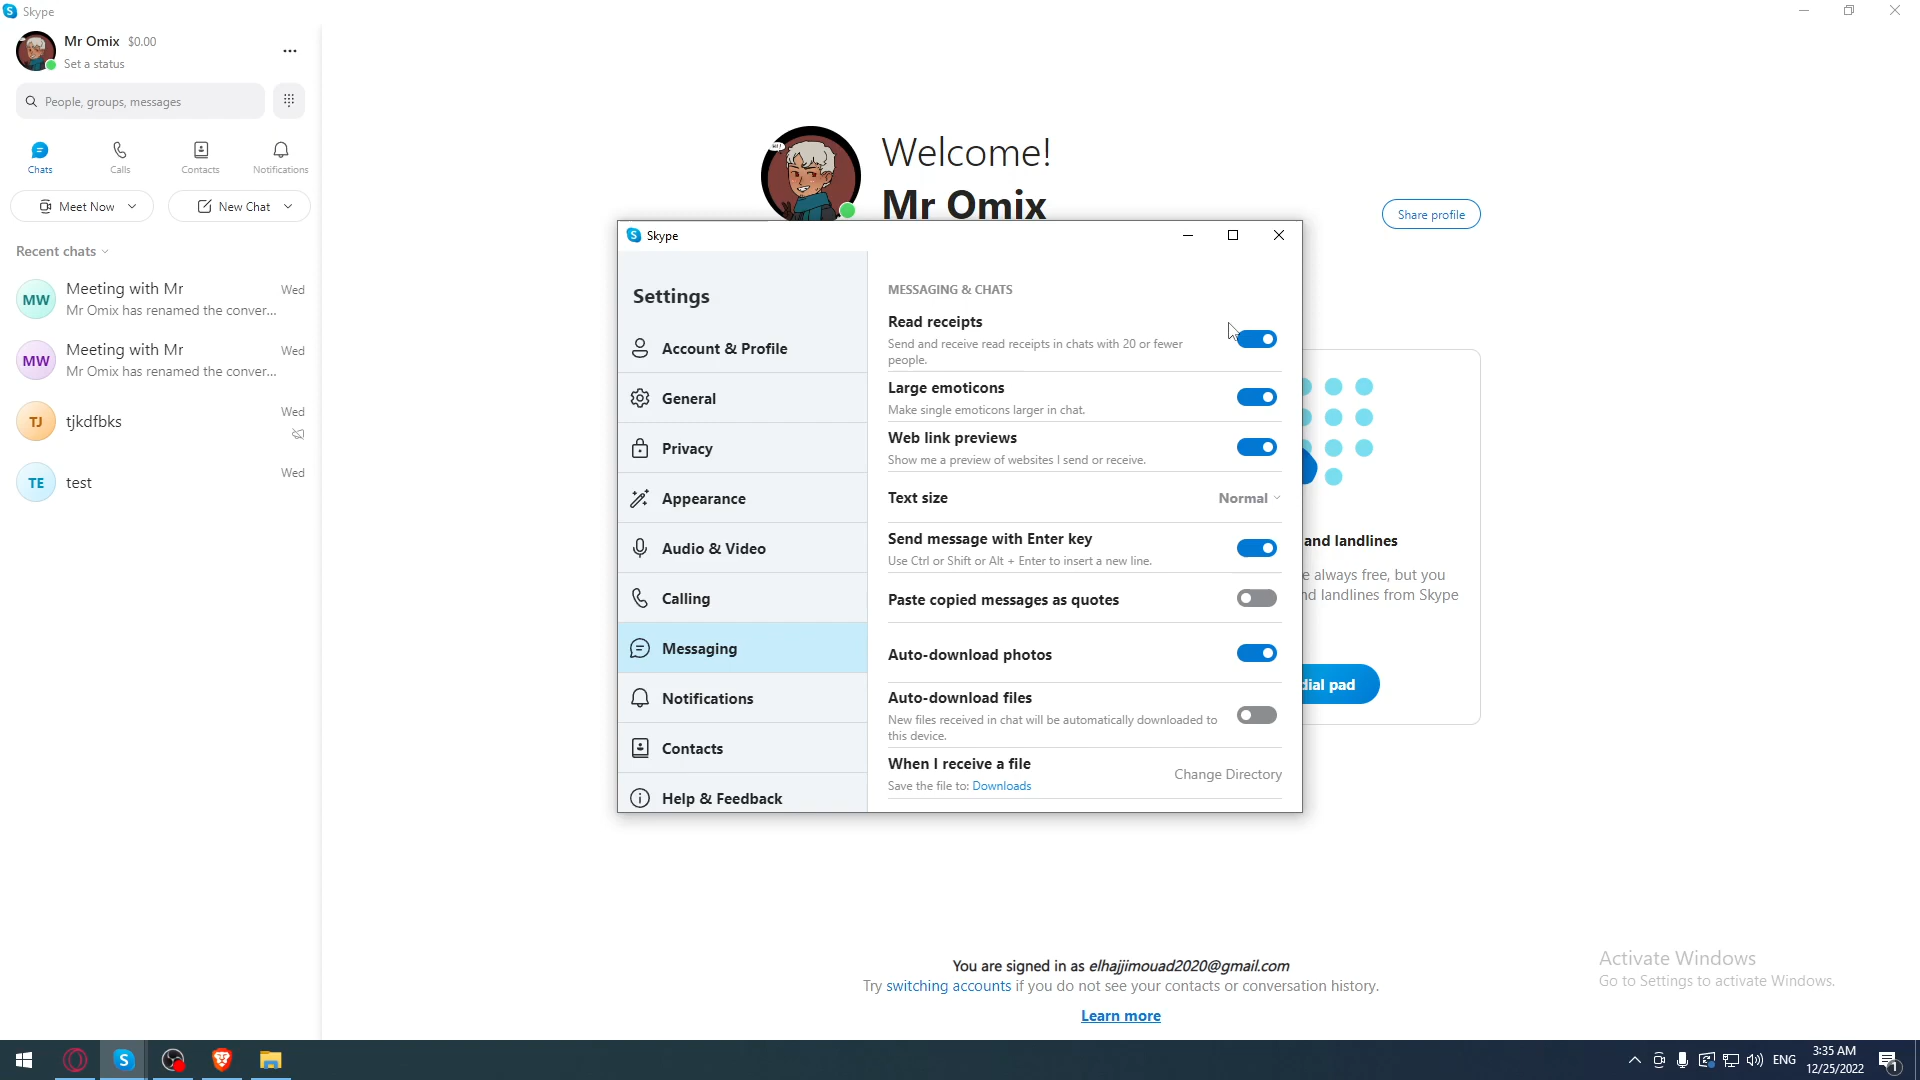 Skype
Mr Omix $0.00
Set a status
People, groups, messages
Chats
Calls
Contacts
Notifications
Meet Now
New Chat
Recent chats
MW
Meeting with Mr
Wed
Mr Omix has renamed the conver...
MW
Meeting with Mr
Wed
Mr Omix has renamed the conver...
TJ
tjkdfbks
Wed
TE
test
Wed
Welcome!
Mr Omix
Share profile
Skype
Settings
Account & Profile
General
Privacy
Appearance
Audio & Video
Calling
Messaging
Notifications
Contacts
Help & Feedback
MESSAGING & CHATS
Read receipts
Send and receive read receipts in chats with 20 or fewer
people.
Large emoticons
Make single emoticons larger in chat.
Web link previews
Show me a preview of websites I send or receive.
Text size
Normal
Send message with Enter key
Use Ctrl or Shift or Alt + Enter to insert a new line.
Paste copied messages as quotes
Auto-download photos
Auto-download files
New files received in chat will be automatically downloaded to
this device.
When I receive a file
Save the file to: Downloads
Change Directory
and landlines
e always free, but you
nd landlines from Skype
dial pad
You are signed in as elhajjimouad2020@gmail.com
Try switching accounts if you do not see your contacts or conversation history.
Learn more
Activate Windows
Go to Settings to activate Windows.
ENG
3:35 AM
12/25/2022
1